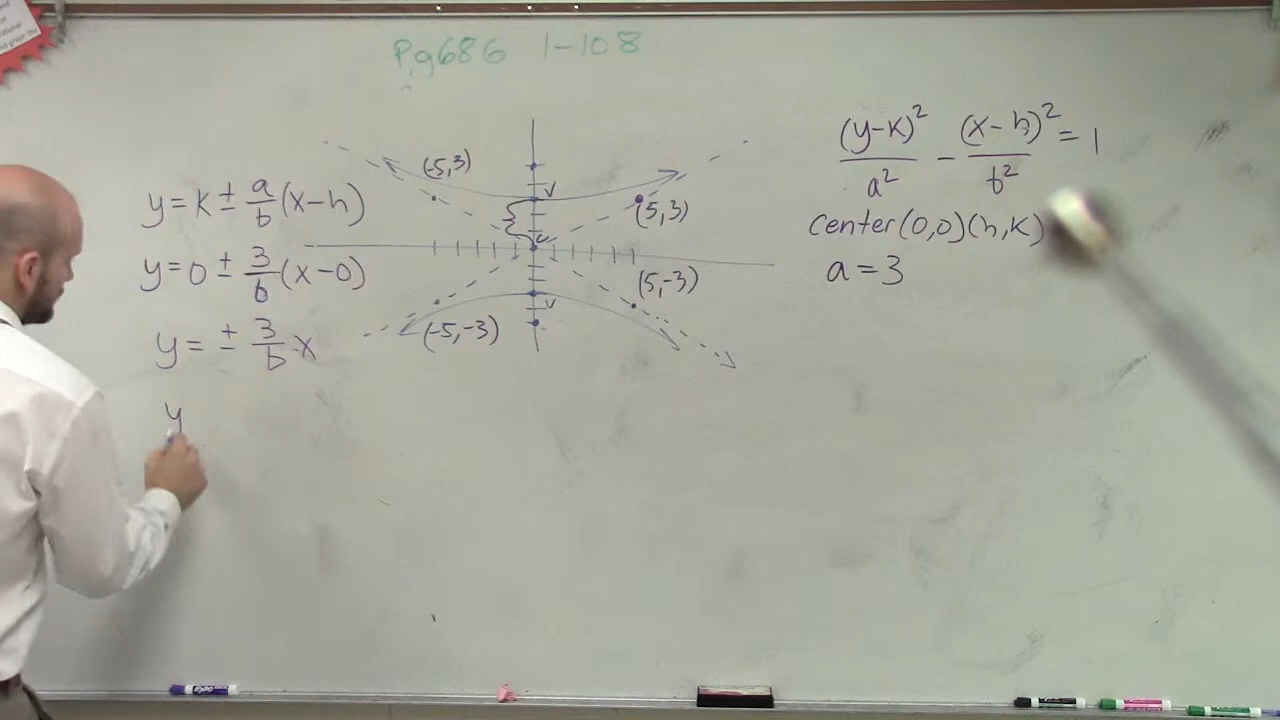 Pg686 1-108
y=k±a/b(x-h)
y=0±3/b(x-0)
y=±3/b x
y
(-5,3)
v
(5,3)
c
(5,-3)
v
(-5,-3)
(y-k)²/a² - (x-h)²/b² = 1
center(0,0)(h,k)
a=3